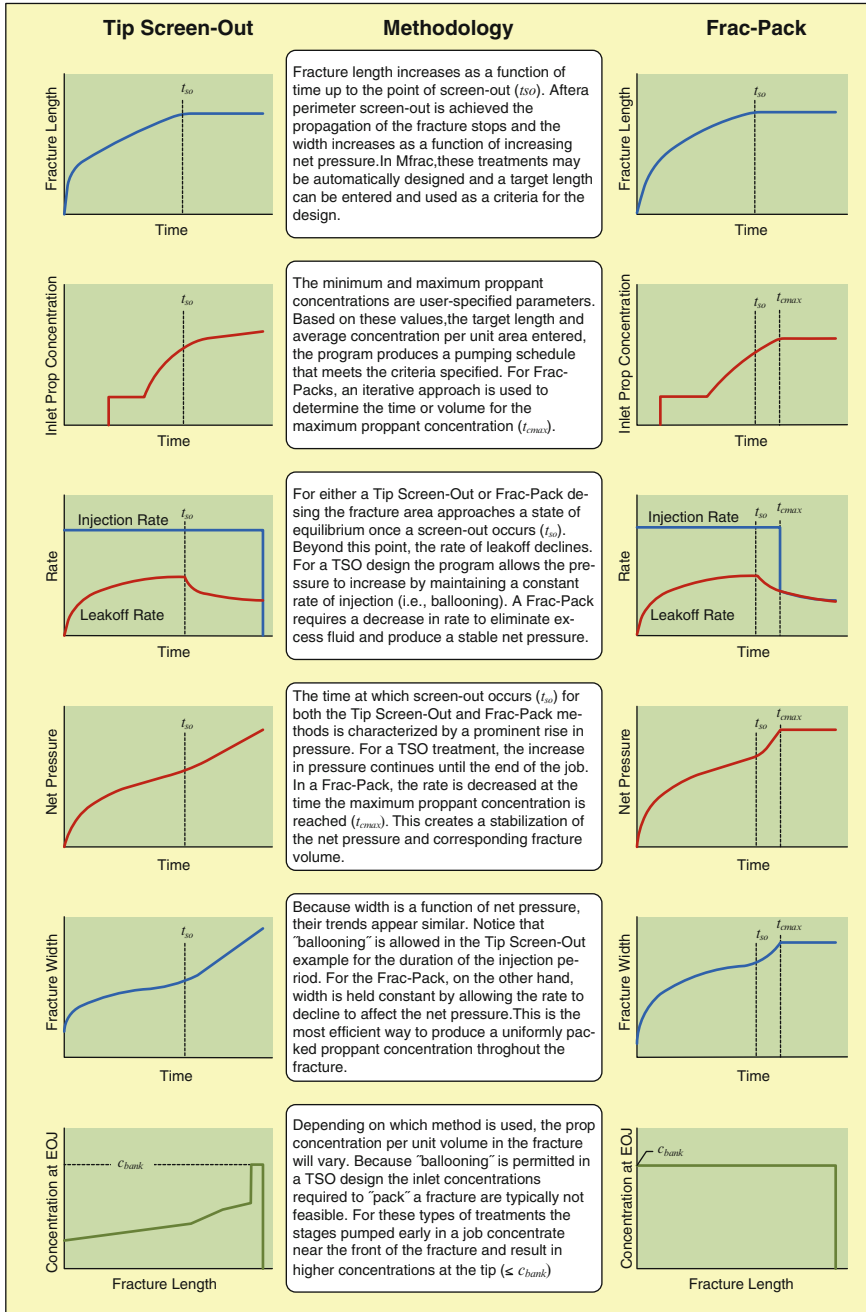 Tip Screen-Out
Methodology
Frac-Pack
Fracture Length
tso
Time
Fracture length increases as a function of
time up to the point of screen-out (tso). Aftera
perimeter screen-out is achieved the
propagation of the fracture stops and the
width increases as a function of increasing
net pressure.In Mfrac,these treatments may
be automatically designed and a target length
can be entered and used as a criteria for the
design.
Fracture Length
tso
Time
Inlet Prop Concentration
tso
Time
The minimum and maximum proppant
concentrations are user-specified parameters.
Based on these values,the target length and
average concentration per unit area entered,
the program produces a pumping schedule
that meets the criteria specified. For Frac-
Packs, an iterative approach is used to
determine the time or volume for the
maximum proppant concentration (tcmax).
Inlet Prop Concentration
tso
tcmax
Time
Rate
Injection Rate
tso
Leakoff Rate
Time
For either a Tip Screen-Out or Frac-Pack de-
sing the fracture area approaches a state of
equilibrium once a screen-out occurs (tso).
Beyond this point, the rate of leakoff declines.
For a TSO design the program allows the pre-
pressure to increase by maintaining a constant
rate of injection (i.e., ballooning). A Frac-Pack
requires a decrease in rate to eliminate ex-
cess fluid and produce a stable net pressure.
Rate
Injection Rate
tso
tcmax
Leakoff Rate
Time
Net Pressure
tso
Time
The time at which screen-out occurs (tso) for
both the Tip Screen-Out and Frac-Pack me-
thods is characterized by a prominent rise in
pressure. For a TSO treatment, the increase
in pressure continues until the end of the job.
In a Frac-Pack, the rate is decreased at the
time the maximum proppant concentration is
reached (tcmax). This creates a stabilization of
the net pressure and corresponding fracture
volume.
Net Pressure
tso
tcmax
Time
Fracture Width
tso
Time
Because width is a function of net pressure,
their trends appear similar. Notice that
˝ballooning˝ is allowed in the Tip Screen-Out
example for the duration of the injection pe-
riod. For the Frac-Pack, on the other hand,
width is held constant by allowing the rate to
decline to affect the net pressure.This is the
most efficient way to produce a uniformly pac-
ked proppant concentration throghout the
fracture.
Fracture Width
tso
tcmax
Time
Concentration at EOJ
cbank
Fracture Length
Depending on which method is used, the prop
concentration per unit volume in the fracture
will vary. Because ˝ballooning˝ is permitted in
a TSO design the inlet concentrations
required to ˝pack˝ a fracture are typically not
feasible. For these types of treatments the
stages pumped early in a job concentrate
near the front of the fracture and result in
higher concentrations at the tip (≤ cbank)
Concentration at EOJ
cbank
Fracture Length